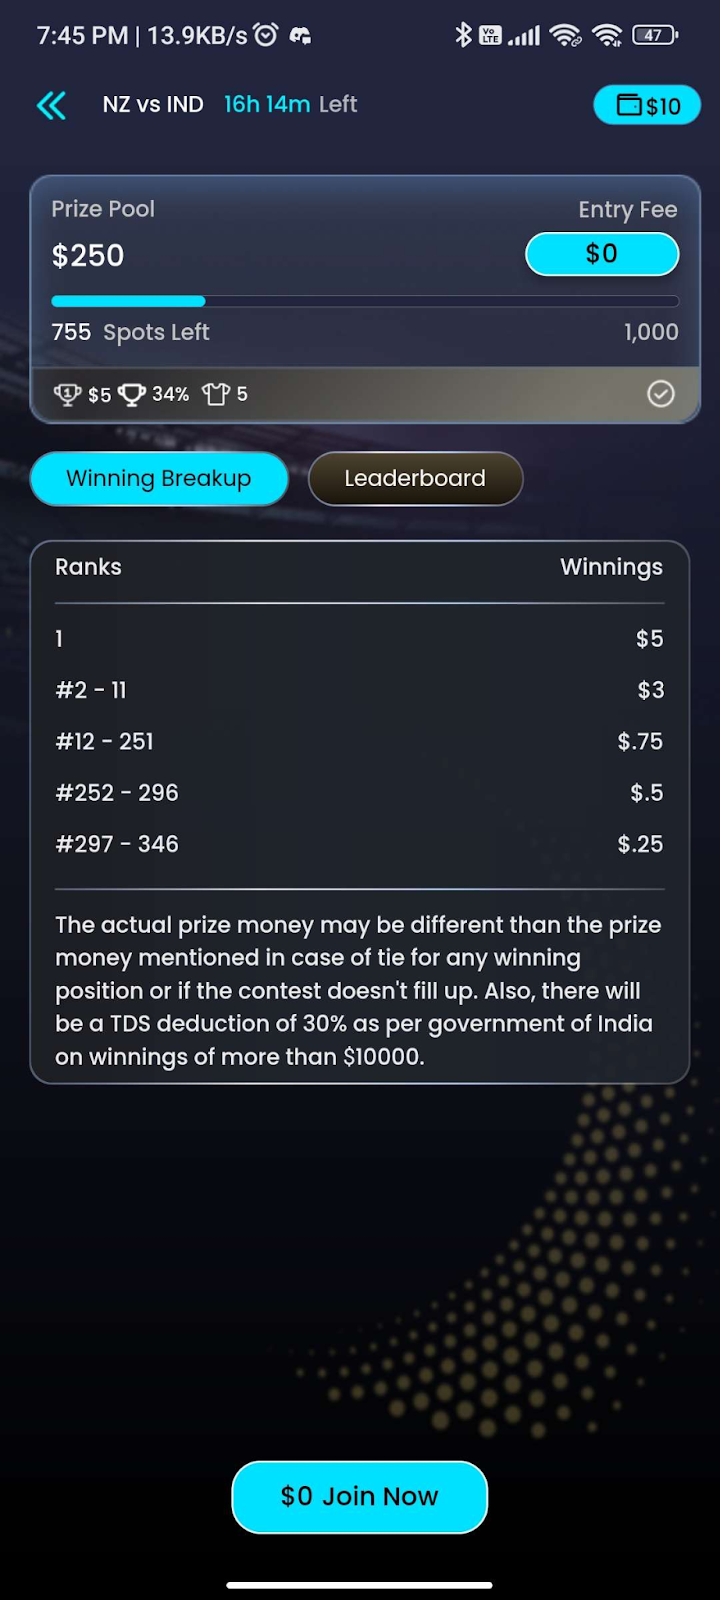 7:45 PM | 13.9KB/s Vo LTE 47
NZ vs IND 16h 14m Left $10
Prize Pool Entry Fee
$250 $0
755 Spots Left 1,000
1 $5 34% 5
Winning Breakup Leaderboard
Ranks Winnings
1 $5
#2 - 11 $3
#12 - 251 $.75
#252 - 296 $.5
#297 - 346 $.25
The actual prize money may be different than the prize
money mentioned in case of tie for any winning
position or if the contest doesn't fill up. Also, there will
be a TDS deduction of 30% as per government of India
on winnings of more than $10000.
$0 Join Now